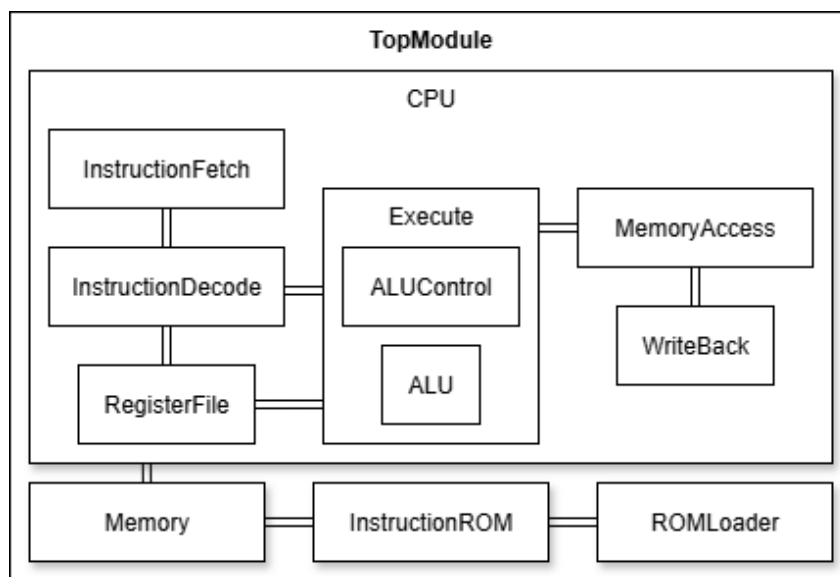 TopModule
CPU
InstructionFetch
InstructionDecode
RegisterFile
Execute
ALUControl
ALU
MemoryAccess
WriteBack
Memory
InstructionROM
ROMLoader